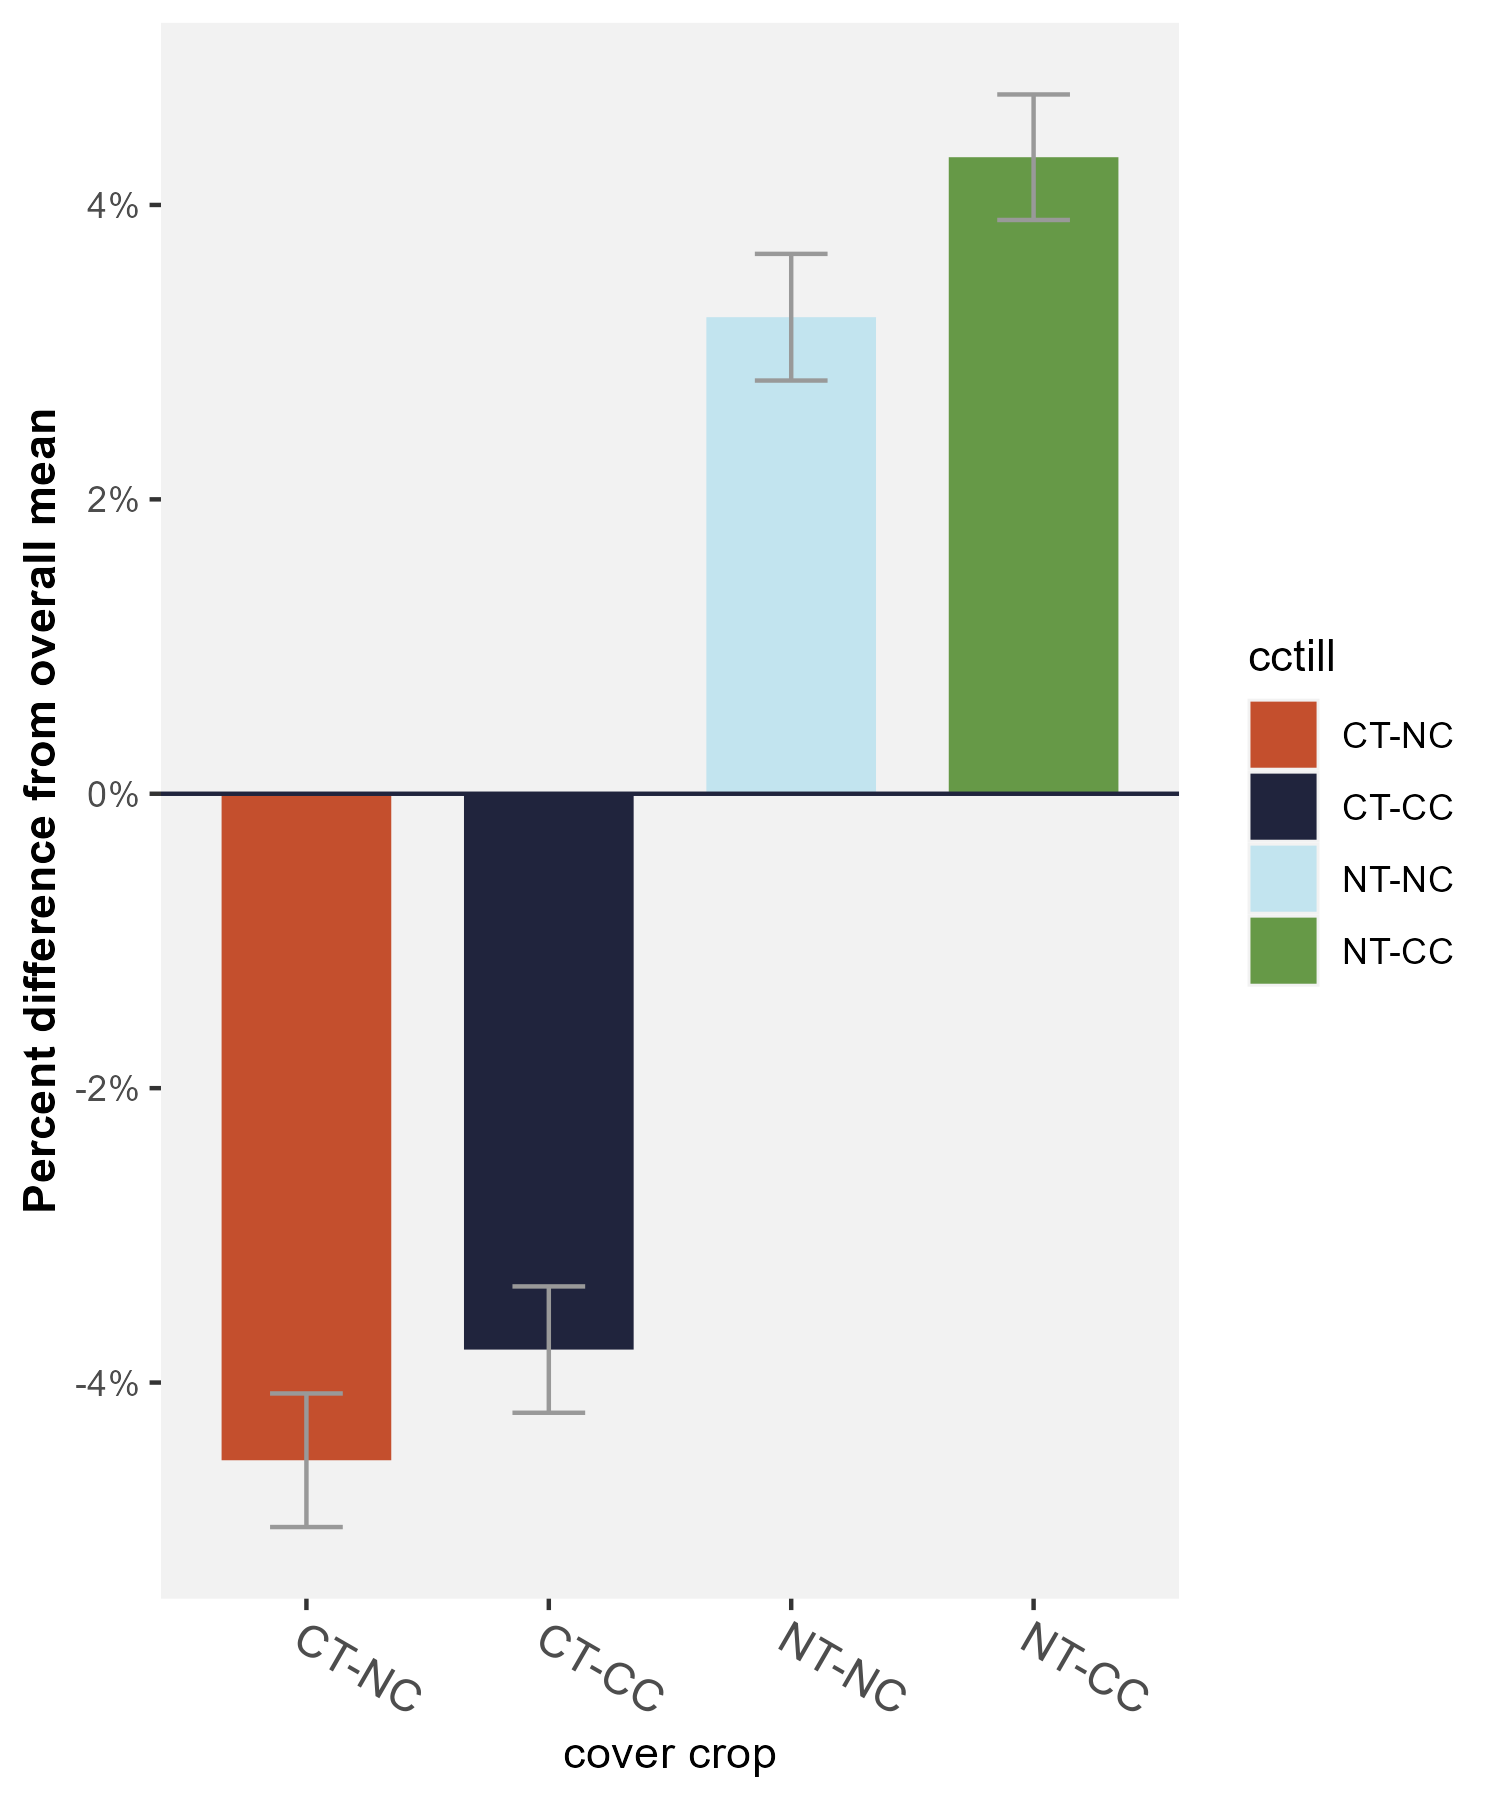 Percent difference from overall mean
4%
2%
0%
-2%
-4%
CT-NC
CT-CC
NT-NC
NT-CC
cover crop
cctill
CT-NC
CT-CC
NT-NC
NT-CC